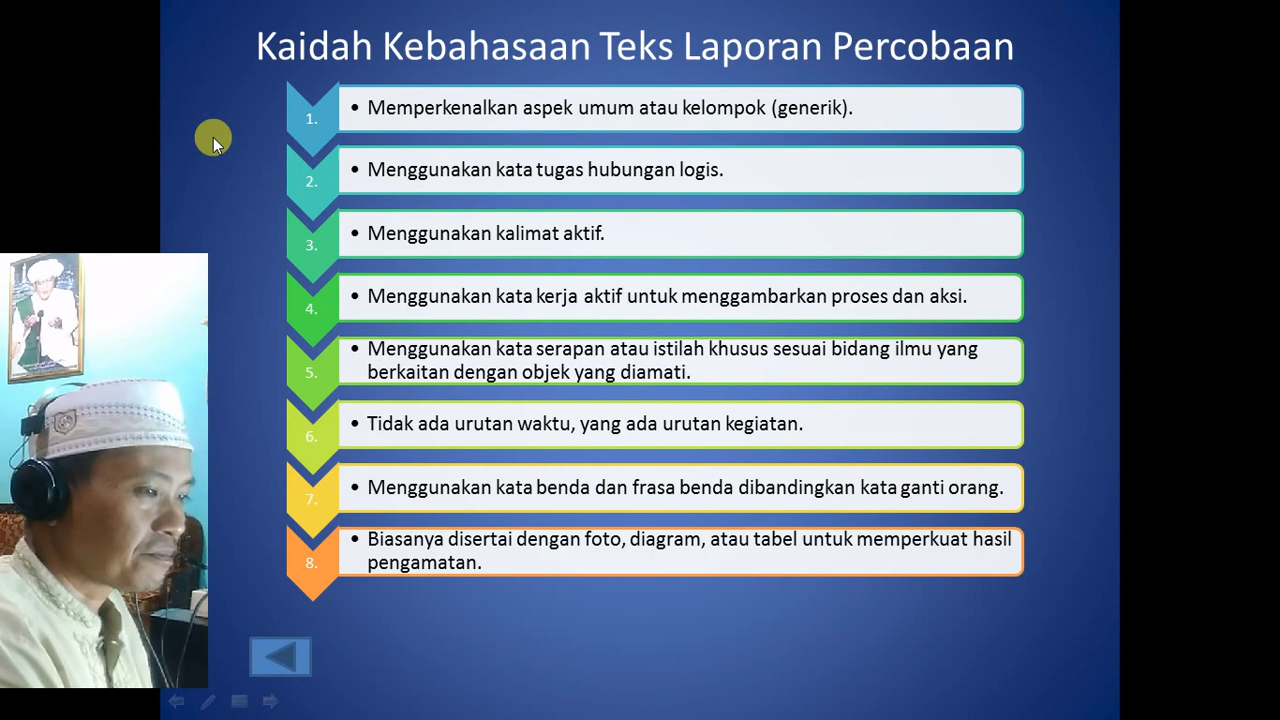 Kaidah Kebahasaan Teks Laporan Percobaan
1. • Memperkenalkan aspek umum atau kelompok (generik).
2. • Menggunakan kata tugas hubungan logis.
3. • Menggunakan kalimat aktif.
4. • Menggunakan kata kerja aktif untuk menggambarkan proses dan aksi.
5. • Menggunakan kata serapan atau istilah khusus sesuai bidang ilmu yang
berkaitan dengan objek yang diamati.
6. • Tidak ada urutan waktu, yang ada urutan kegiatan.
7. • Menggunakan kata benda dan frasa benda dibandingkan kata ganti orang.
8. • Biasanya disertai dengan foto, diagram, atau tabel untuk memperkuat hasil
pengamatan.